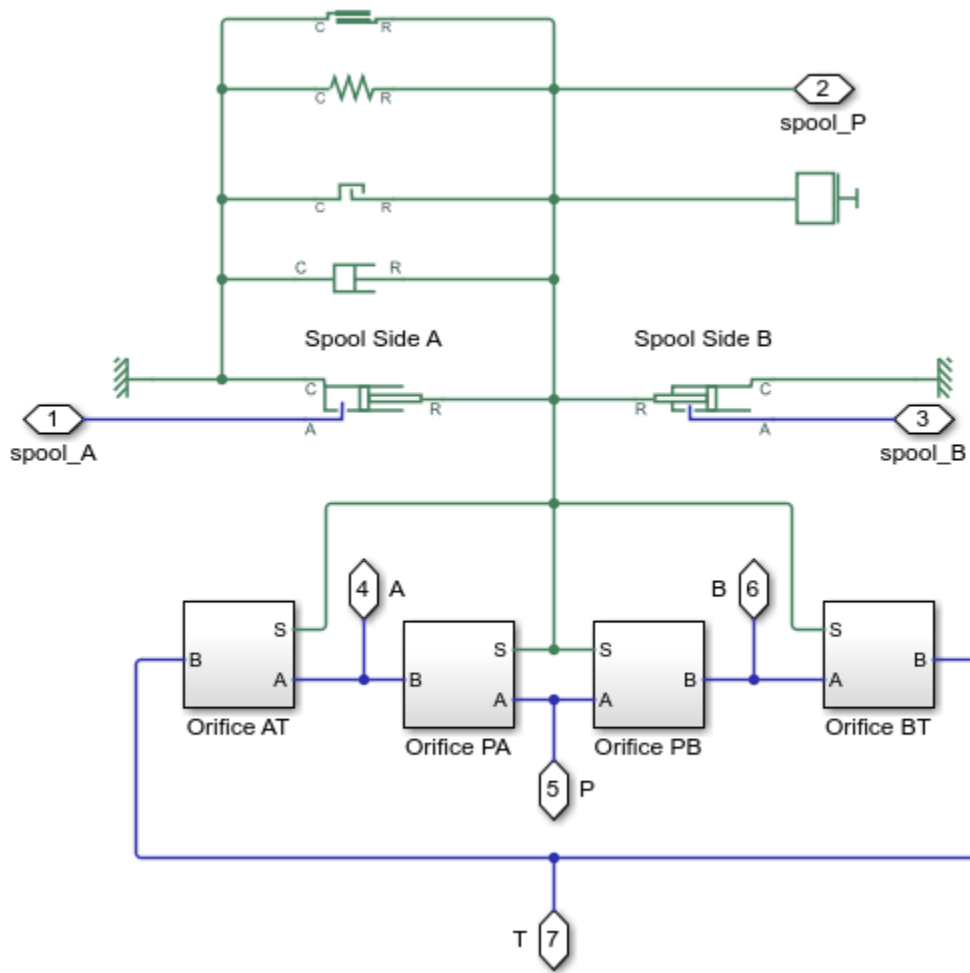 C R
C R
2
spool_P
C R
C R
Spool Side A Spool Side B
C C
R R
1 A A 3
spool_A spool_B
4 A B 6
S S
B S S B
A B B A
A A
Orifice AT Orifice BT
Orifice PA Orifice PB
5 P
T 7